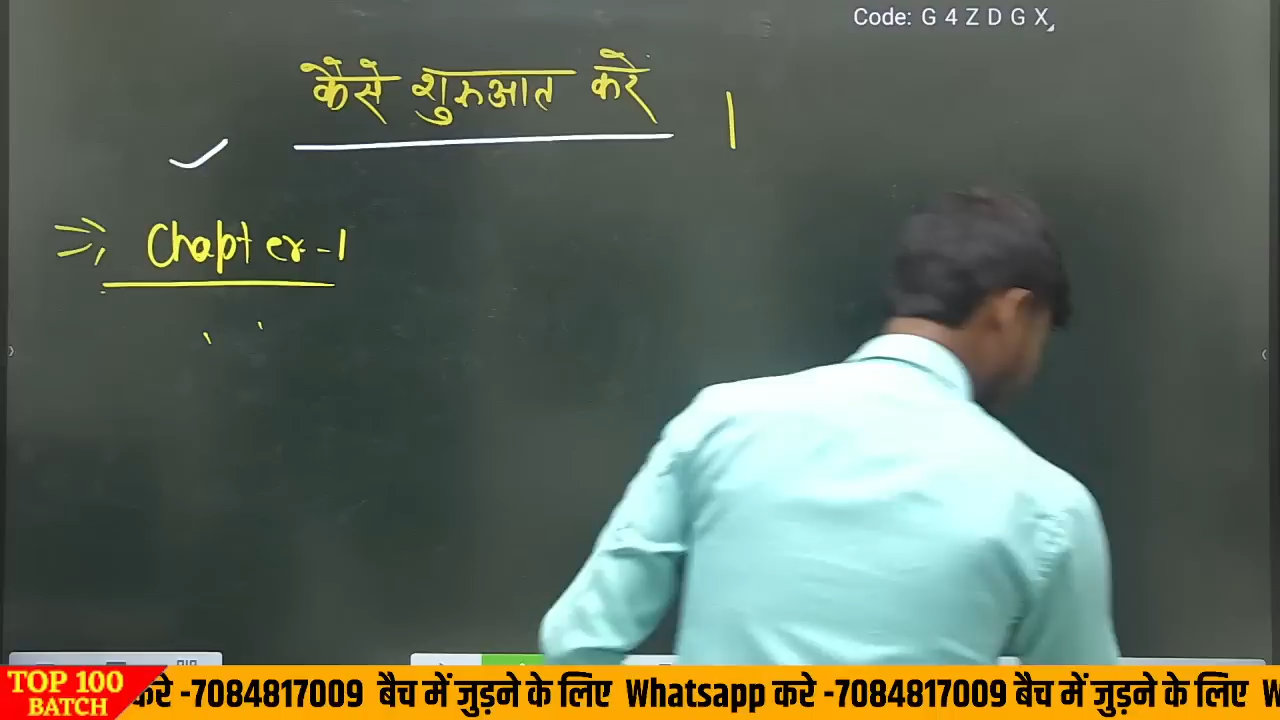 Code: G 4 Z D G X
कैसे शुरुआत करे
Chapter-1
TOP 100
BATCH
करे -7084817009 बैच में जुड़ने के लिए Whatsapp करे -7084817009 बैच में जुड़ने के लिए W